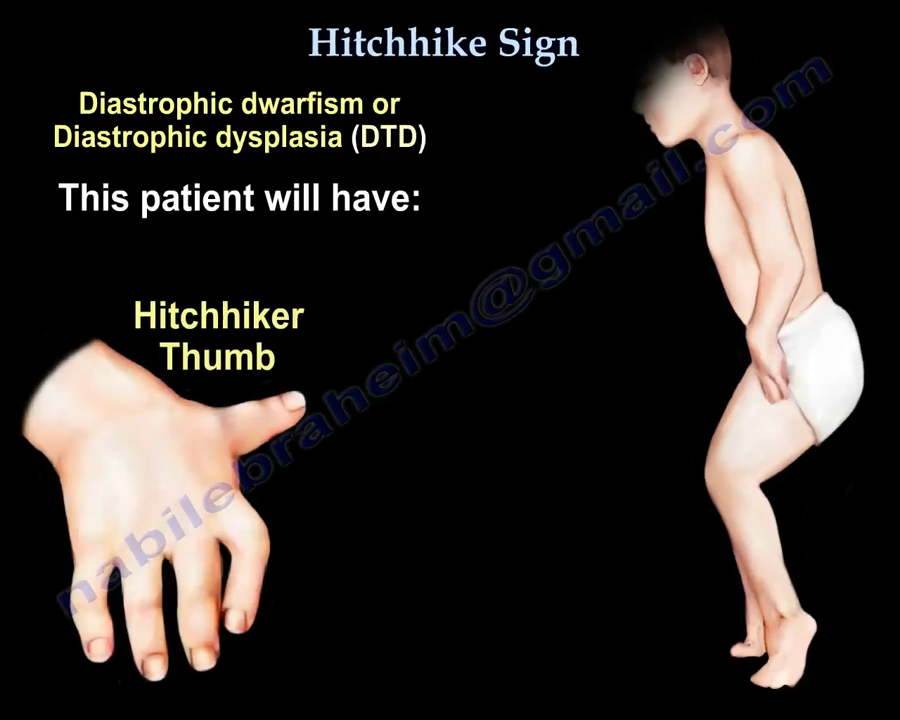 Hitchhike Sign
Diastrophic dwarfism or
Diastrophic dysplasia (DTD)
This patient will have:
Hitchhiker
Thumb
nabilebraheim@gmail.com